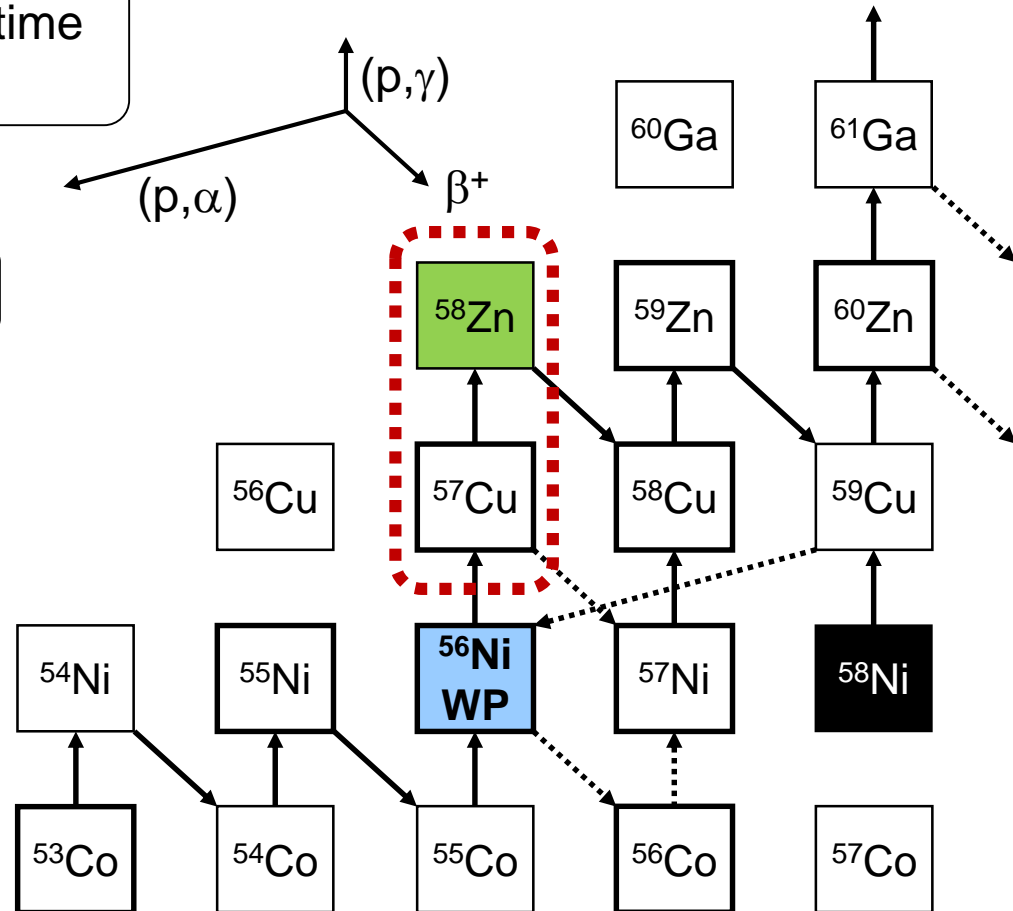 time
(p,γ)
(p,α)
β⁺
⁶⁰Ga
⁶¹Ga
⁵⁸Zn
⁵⁹Zn
⁶⁰Zn
⁵⁶Cu
⁵⁷Cu
⁵⁸Cu
⁵⁹Cu
⁵⁴Ni
⁵⁵Ni
⁵⁶Ni
WP
⁵⁷Ni
⁵⁸Ni
⁵³Co
⁵⁴Co
⁵⁵Co
⁵⁶Co
⁵⁷Co